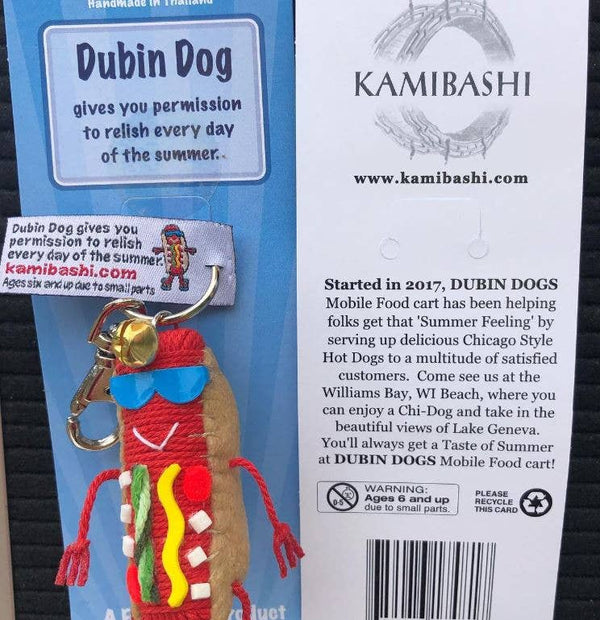 Handmade in Thailand
Dubin Dog
gives you permission
to relish every day
of the summer..
Dubin Dog gives you
permission to relish
every day of the summer.
kamibashi.com
Ages six and up due to small parts
KAMIBASHI
www.kamibashi.com
Started in 2017, DUBIN DOGS
Mobile Food cart has been helping
folks get that 'Summer Feeling' by
serving up delicious Chicago Style
Hot Dogs to a multitude of satisfied
customers. Come see us at the
Williams Bay, WI Beach, where you
can enjoy a Chi-Dog and take in the
beautiful views of Lake Geneva.
You'll always get a Taste of Summer
at DUBIN DOGS Mobile Food cart!
0-5
WARNING:
Ages 6 and up
due to small parts.
PLEASE
RECYCLE
THIS CARD